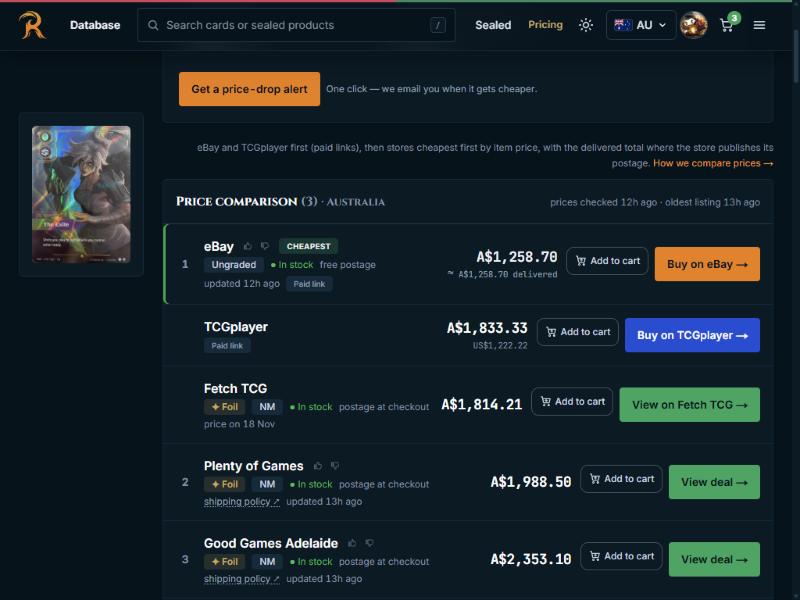 Database
Search cards or sealed products
/
Sealed
Pricing
AU
3
Get a price-drop alert
One click — we email you when it gets cheaper.
eBay and TCGplayer first (paid links), then stores cheapest first by item price, with the delivered total where the store publishes its
postage. How we compare prices →
PRICE COMPARISON (3) · AUSTRALIA
prices checked 12h ago · oldest listing 13h ago
1
eBay CHEAPEST
Ungraded • In stock free postage
updated 12h ago Paid link
A$1,258.70
≈ A$1,258.70 delivered
Add to cart
Buy on eBay →
TCGplayer
Paid link
A$1,833.33
US$1,222.22
Add to cart
Buy on TCGplayer →
Fetch TCG
✦ Foil NM • In stock postage at checkout
price on 18 Nov
A$1,814.21
Add to cart
View on Fetch TCG →
2
Plenty of Games
✦ Foil NM • In stock postage at checkout
shipping policy ↗ updated 13h ago
A$1,988.50
Add to cart
View deal →
3
Good Games Adelaide
✦ Foil NM • In stock postage at checkout
shipping policy ↗ updated 13h ago
A$2,353.10
Add to cart
View deal →